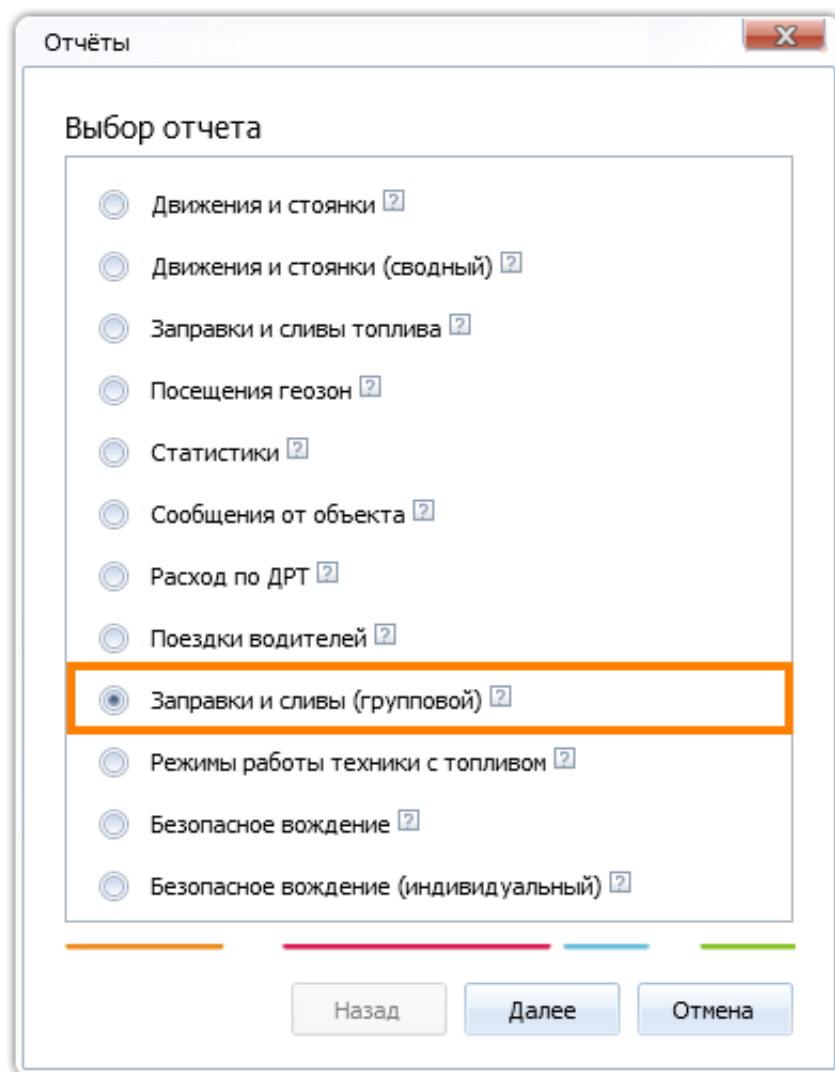 Отчёты
X
Выбор отчета
Движения и стоянки ?
Движения и стоянки (сводный) ?
Заправки и сливы топлива ?
Посещения геозон ?
Статистики ?
Сообщения от объекта ?
Расход по ДРТ ?
Поездки водителей ?
Заправки и сливы (групповой) ?
Режимы работы техники с топливом ?
Безопасное вождение ?
Безопасное вождение (индивидуальный) ?
Назад Далее Отмена